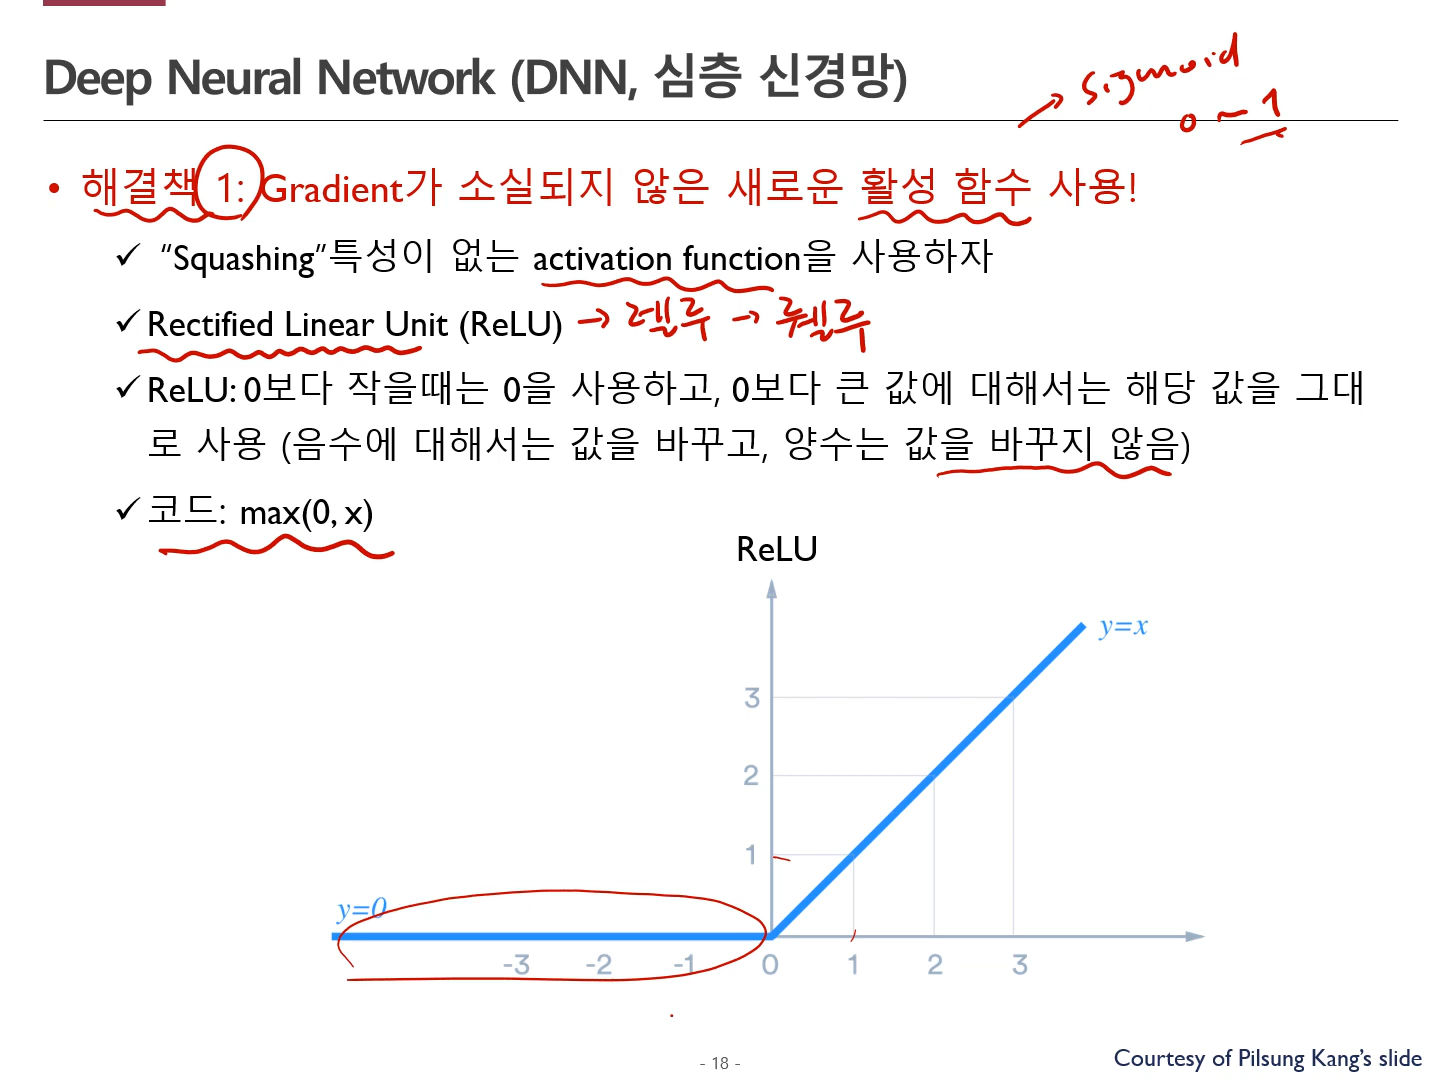 Deep Neural Network (DNN, 심층 신경망)
→ sigmoid
0 ~ 1
• 해결책 1: Gradient가 소실되지 않은 새로운 활성 함수 사용!
✓ “Squashing”특성이 없는 activation function을 사용하자
✓ Rectified Linear Unit (ReLU) → 렐루 → 뤨루
✓ ReLU: 0보다 작을때는 0을 사용하고, 0보다 큰 값에 대해서는 해당 값을 그대
로 사용 (음수에 대해서는 값을 바꾸고, 양수는 값을 바꾸지 않음)
✓ 코드: max(0, x)
ReLU
y=x
3
2
1
y=0
-3 -2 -1 0 1 2 3
- 18 -
Courtesy of Pilsung Kang’s slide